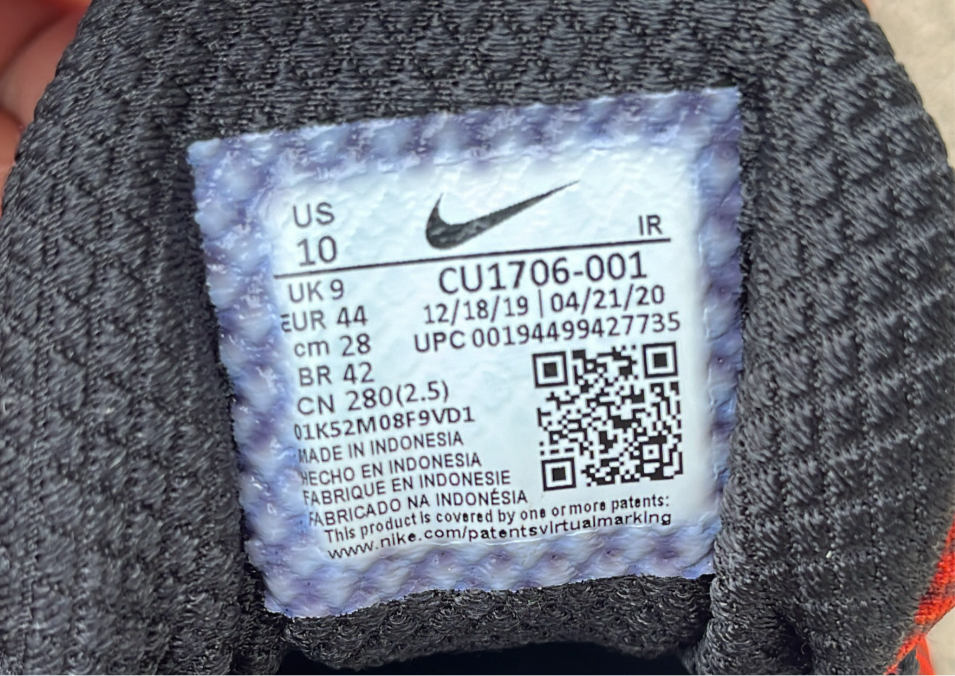 US
10
IR
UK 9
CU1706-001
EUR 44
12/18/19 | 04/21/20
cm 28
UPC 00194499427735
BR 42
CN 280(2.5)
01K52M08F9VD1
MADE IN INDONESIA
HECHO EN INDONESIA
FABRIQUE EN INDONESIE
FABRICADO NA INDONÉSIA
This product is covered by one or more patents:
www.nike.com/patentsvirtualmarking